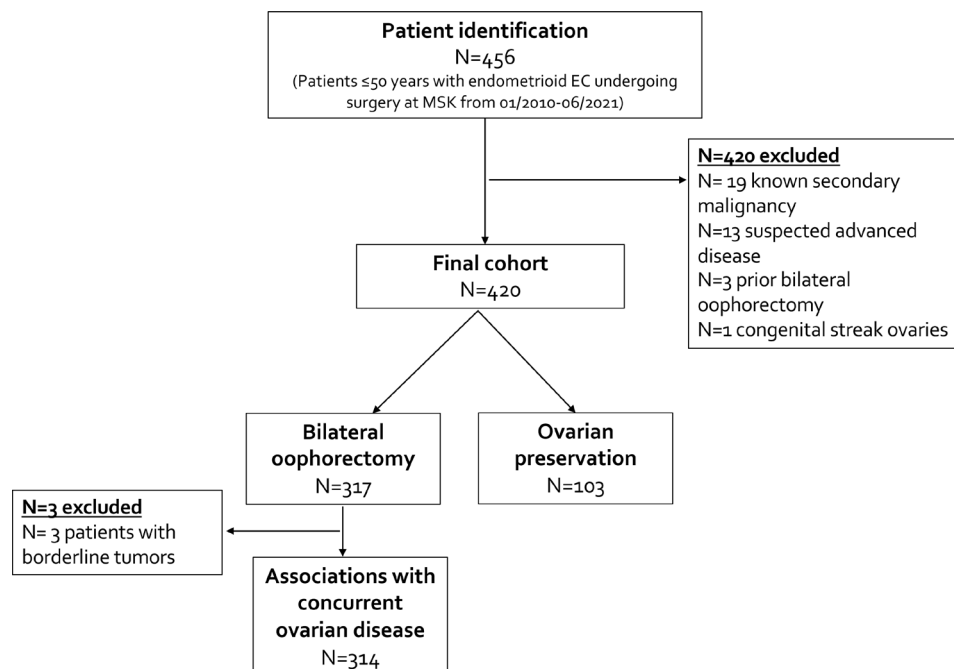 Patient identification
N=456
(Patients ≤50 years with endometrioid EC undergoing
surgery at MSK from 01/2010-06/2021)
N=420 excluded
N= 19 known secondary
malignancy
N=13 suspected advanced
disease
N=3 prior bilateral
oophorectomy
N=1 congenital streak ovaries
Final cohort
N=420
Bilateral
oophorectomy
N=317
Ovarian
preservation
N=103
N=3 excluded
N= 3 patients with
borderline tumors
Associations with
concurrent
ovarian disease
N=314